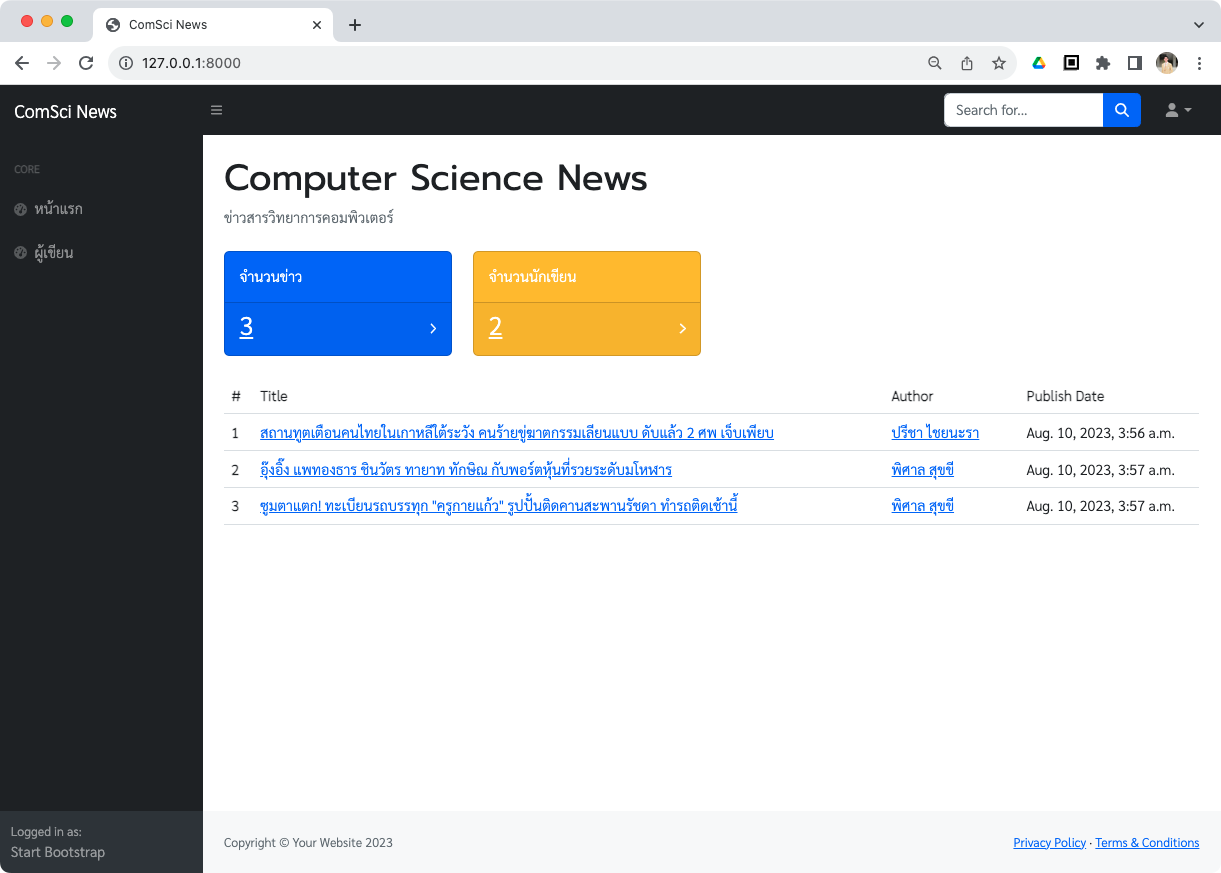 ComSci News
127.0.0.1:8000
ComSci News
Search for...
CORE
หน้าแรก
ผู้เขียน
Computer Science News
ข่าวสารวิทยาการคอมพิวเตอร์
จำนวนข่าว
จำนวนนักเขียน
3
2
# Title Author Publish Date
1 สถานทูตเตือนคนไทยในเกาหลีใต้ระวัง คนร้ายขู่ฆาตกรรมเลียนแบบ ดับแล้ว 2 ศพ เจ็บเพียบ ปรีชา ไชยนะรา Aug. 10, 2023, 3:56 a.m.
2 อุ๊งอิ๊ง แพทองธาร ชินวัตร ทายาท ทักษิณ กับพอร์ตหุ้นที่รวยระดับมโหฬาร พิศาล สุขขี Aug. 10, 2023, 3:57 a.m.
3 ซูมตาแตก! ทะเบียนรถบรรทุก "ครูกายแก้ว" รูปปั้นติดคานสะพานรัชดา ทำรถติดเช้านี้ พิศาล สุขขี Aug. 10, 2023, 3:57 a.m.
Logged in as:
Start Bootstrap
Copyright © Your Website 2023
Privacy Policy · Terms & Conditions